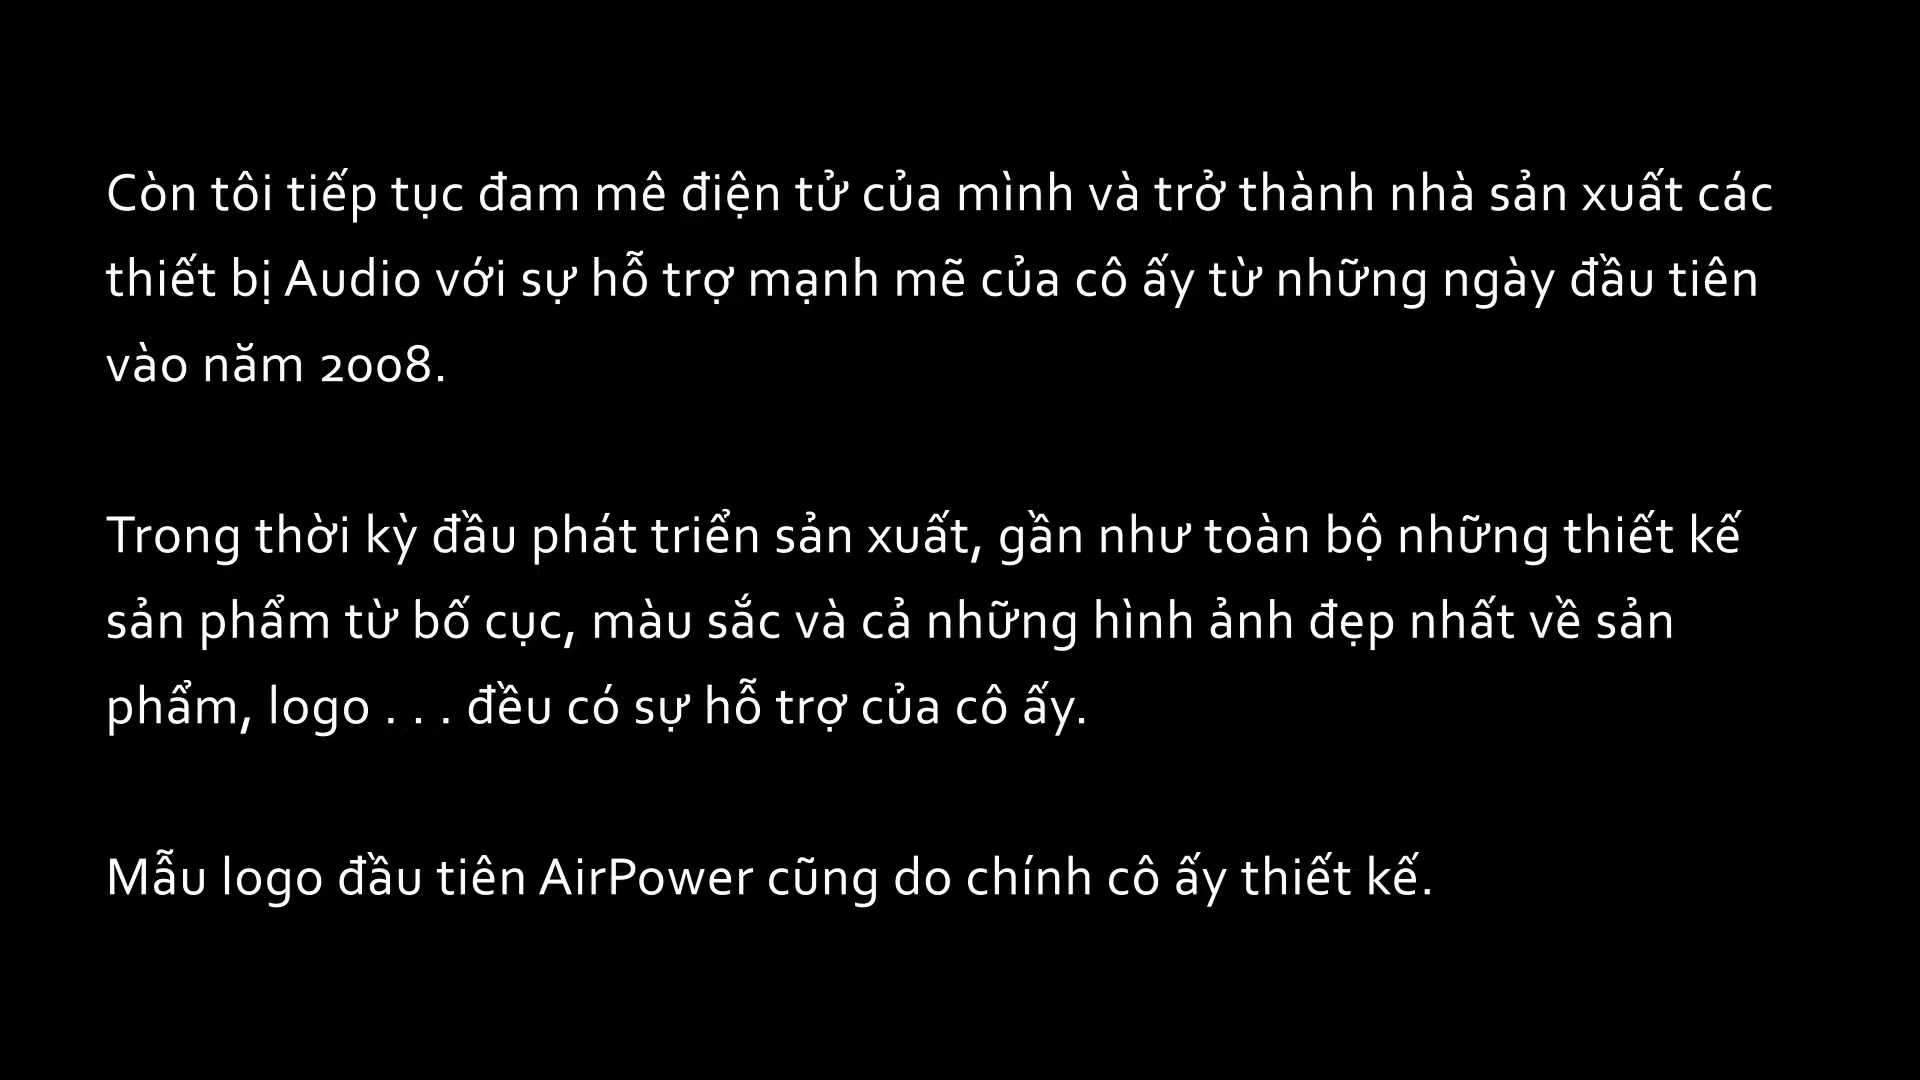 Còn tôi tiếp tục đam mê điện tử của mình và trở thành nhà sản xuất các
thiết bị Audio với sự hỗ trợ mạnh mẽ của cô ấy từ những ngày đầu tiên
vào năm 2008.
Trong thời kỳ đầu phát triển sản xuất, gần như toàn bộ những thiết kế
sản phẩm từ bố cục, màu sắc và cả những hình ảnh đẹp nhất về sản
phẩm, logo . . . đều có sự hỗ trợ của cô ấy.
Mẫu logo đầu tiên AirPower cũng do chính cô ấy thiết kế.